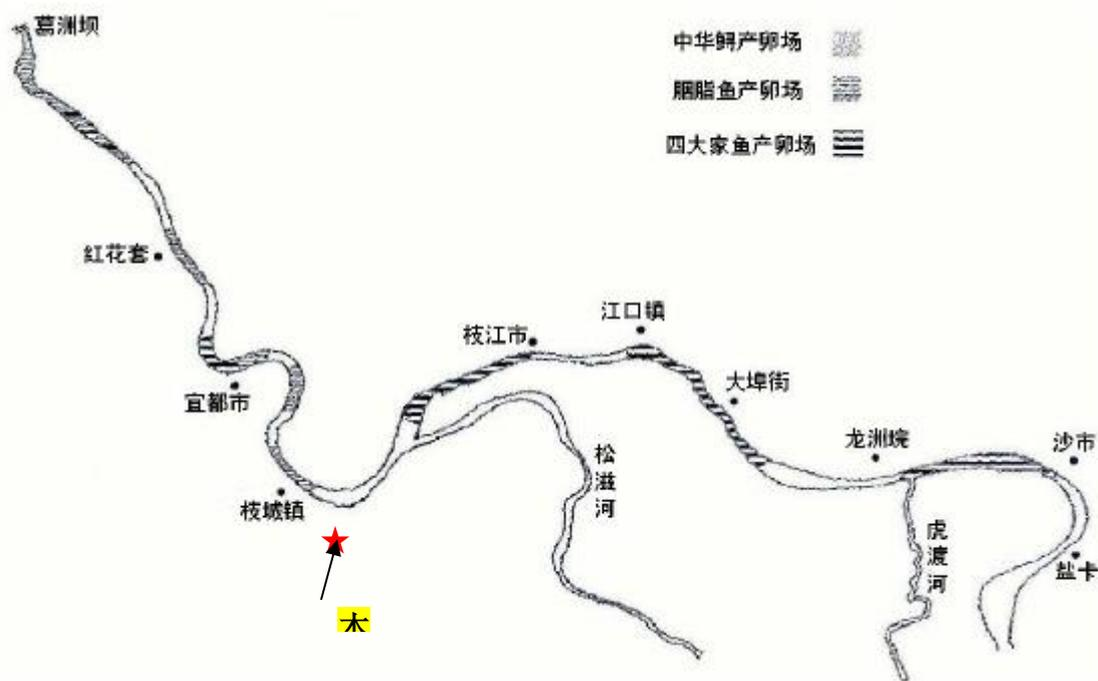 葛洲坝
中华鲟产卵场
胭脂鱼产卵场
四大家鱼产卵场
红花套
宜都市
枝城镇
枝江市
江口镇
大埠街
松滋河
龙洲垸
沙市
虎渡河
盐卡